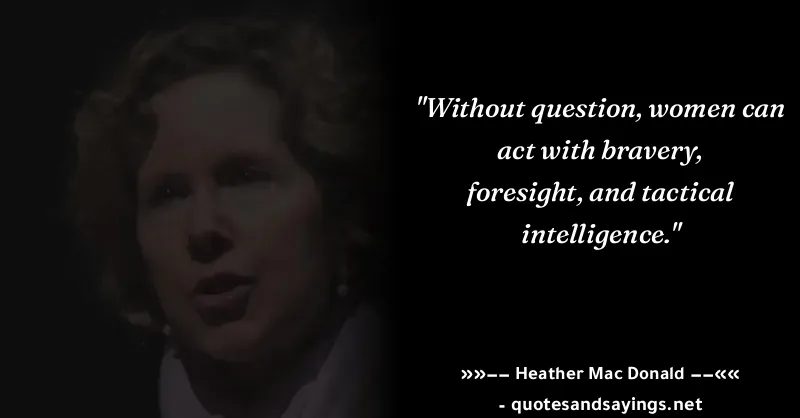 "Without question, women can
act with bravery,
foresight, and tactical
intelligence."
»»–– Heather Mac Donald ––««
- quotesandsayings.net